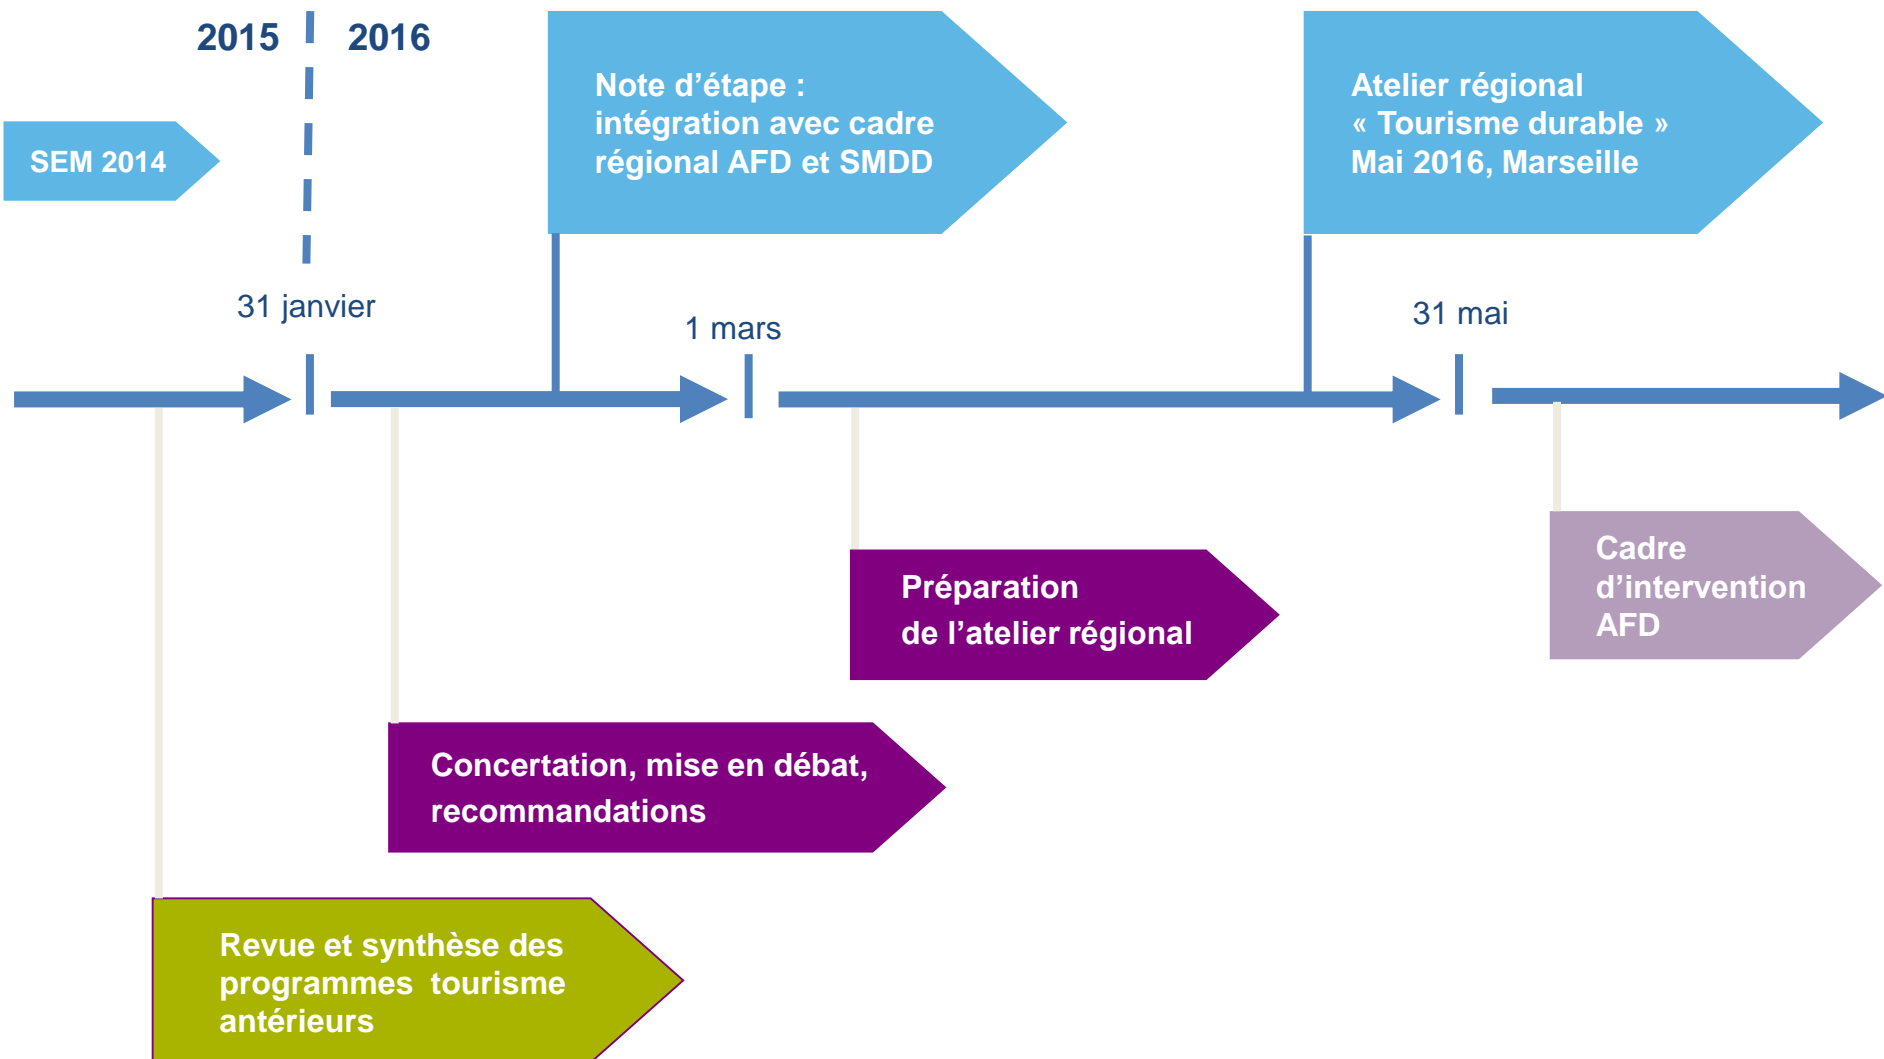 2015
2016
SEM 2014
Note d’étape :
intégration avec cadre
régional AFD et SMDD
Atelier régional
« Tourisme durable »
Mai 2016, Marseille
31 janvier
1 mars
31 mai
Cadre
d’intervention
AFD
Préparation
de l’atelier régional
Concertation, mise en débat,
recommandations
Revue et synthèse des
programmes  tourisme
antérieurs